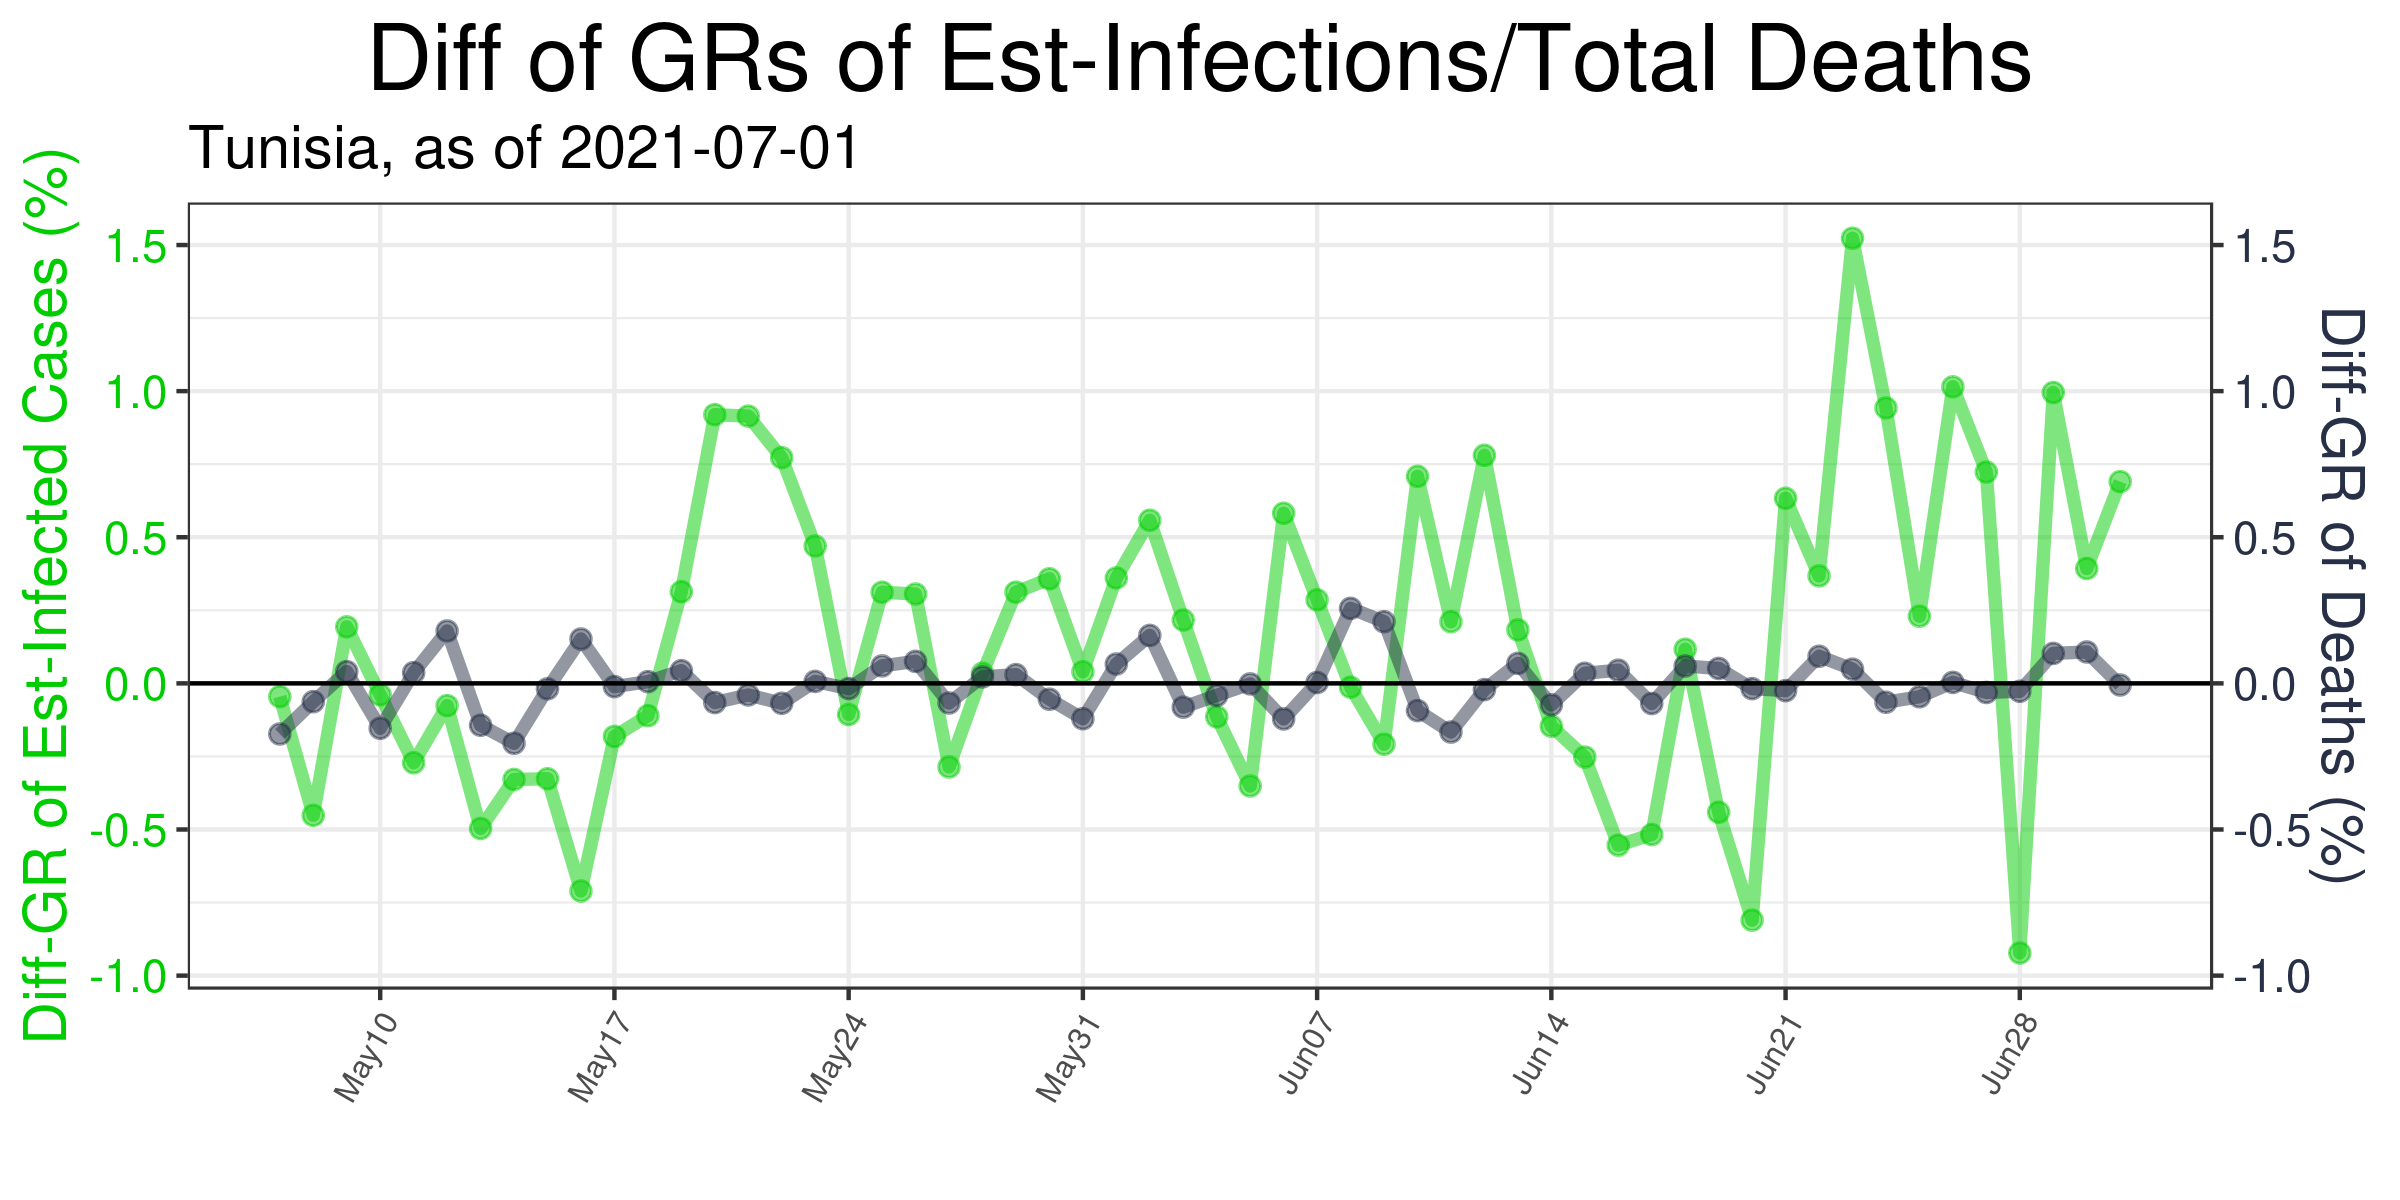 Diff of GRs of Est-Infections/Total Deaths
Tunisia, as of 2021-07-01
Diff-GR of Est-Infected Cases (%)
1.5
1.0
0.5
0.0
-0.5
-1.0
1.5
1.0
0.5
0.0
-0.5
-1.0
Diff-GR of Deaths (%)
May10
May17
May24
May31
Jun07
Jun14
Jun21
Jun28